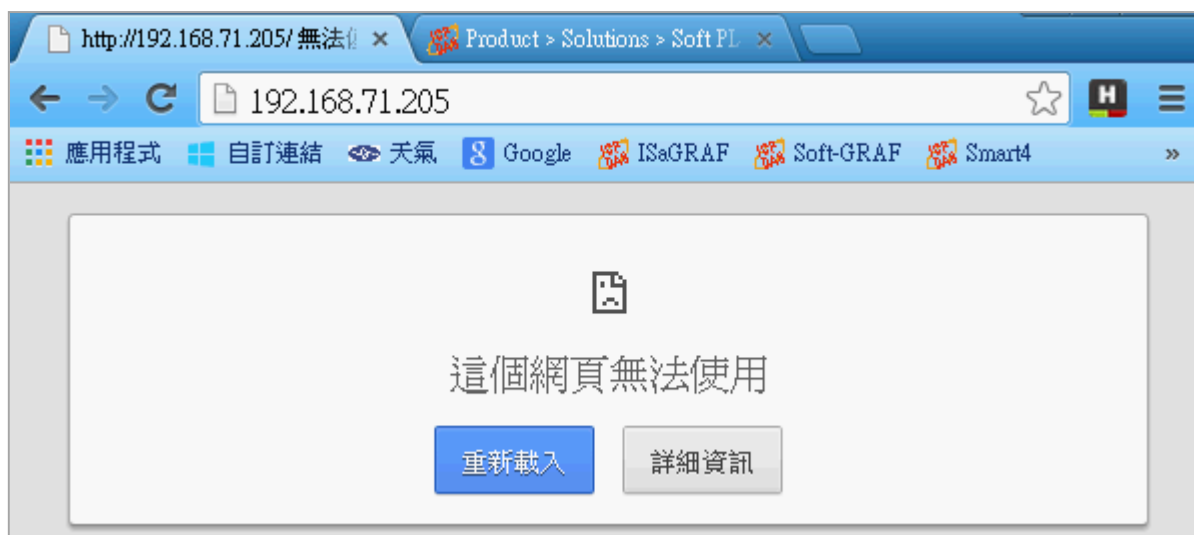 http://192.168.71.205/ 無法 Product > Solutions > Soft PL
192.168.71.205 H
應用程式 自訂連結 天氣 8 Google ISaGRAF Soft-GRAF Smart4 »
這個網頁無法使用
重新載入 詳細資訊